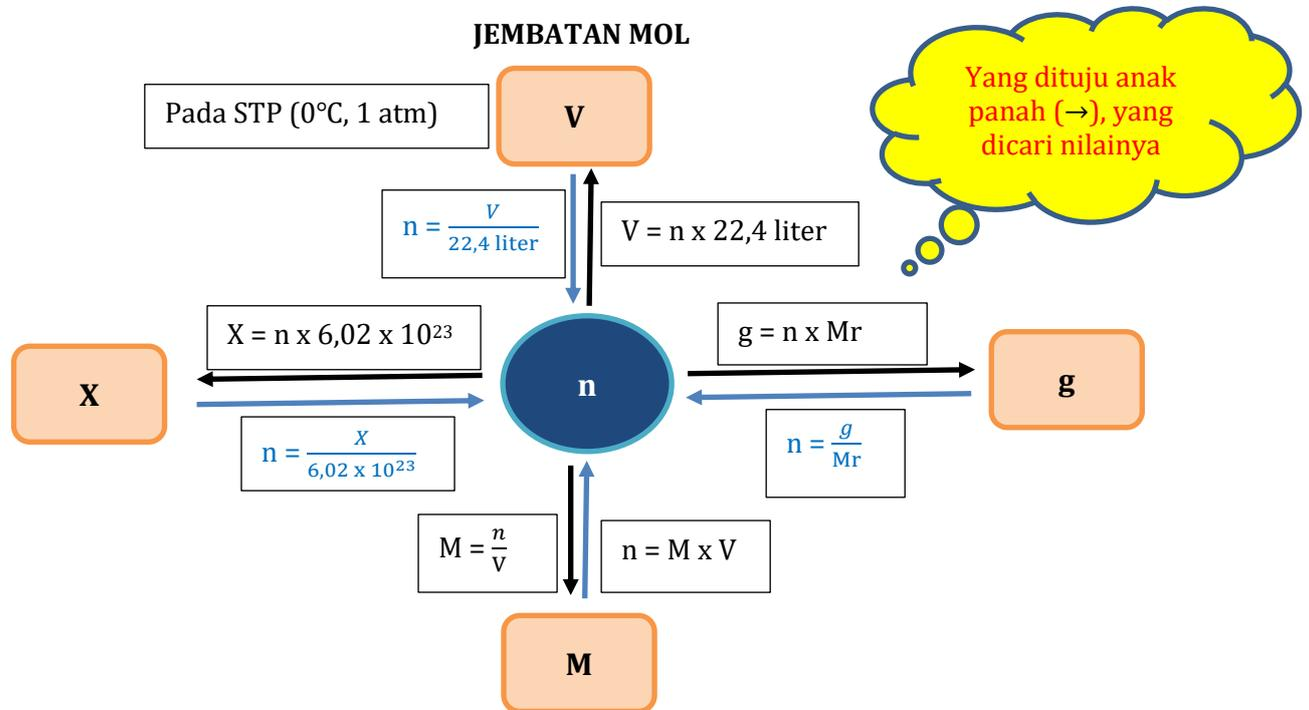 JEMBATAN MOL
Pada STP (0°C, 1 atm)
V
Yang dituju anak
panah (→), yang
dicari nilainya
n = V / 22,4 liter
V = n x 22,4 liter
X = n x 6,02 x 10²³
g = n x Mr
X
n
g
n = X / 6,02 x 10²³
n = g / Mr
M = n / V
n = M x V
M